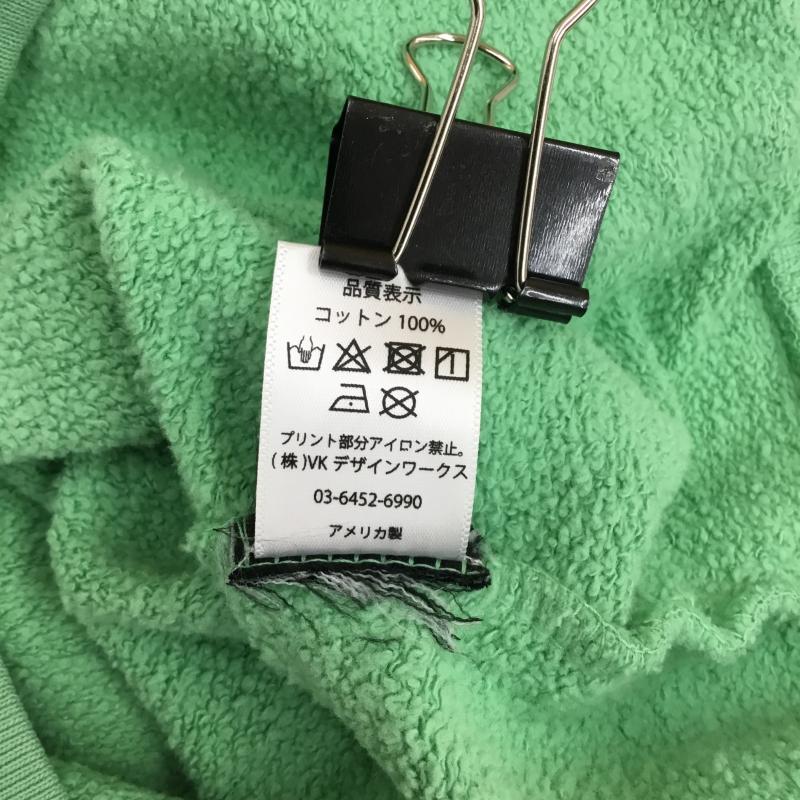 品質表示
コットン 100%
プリント部分アイロン禁止。
(株)VK デザインワークス
03-6452-6990
アメリカ製